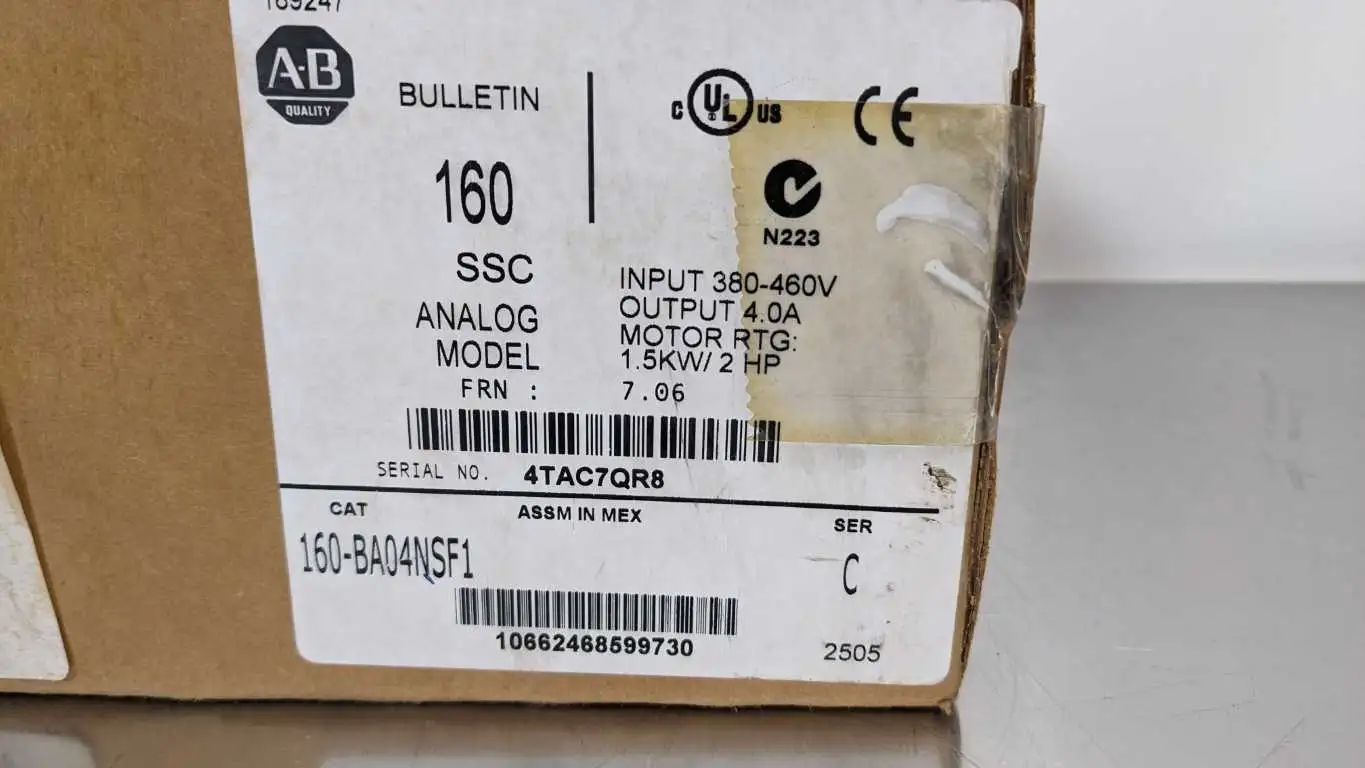 189247
A-B
QUALITY
BULLETIN
160
SSC
ANALOG
MODEL
C UL US
CE
N223
INPUT 380-460V
OUTPUT 4.0A
MOTOR RTG:
1.5KW/ 2 HP
FRN : 7.06
SERIAL NO. 4TAC7QR8
CAT
ASSM IN MEX
SER
160-BA04NSF1
C
10662468599730
2505